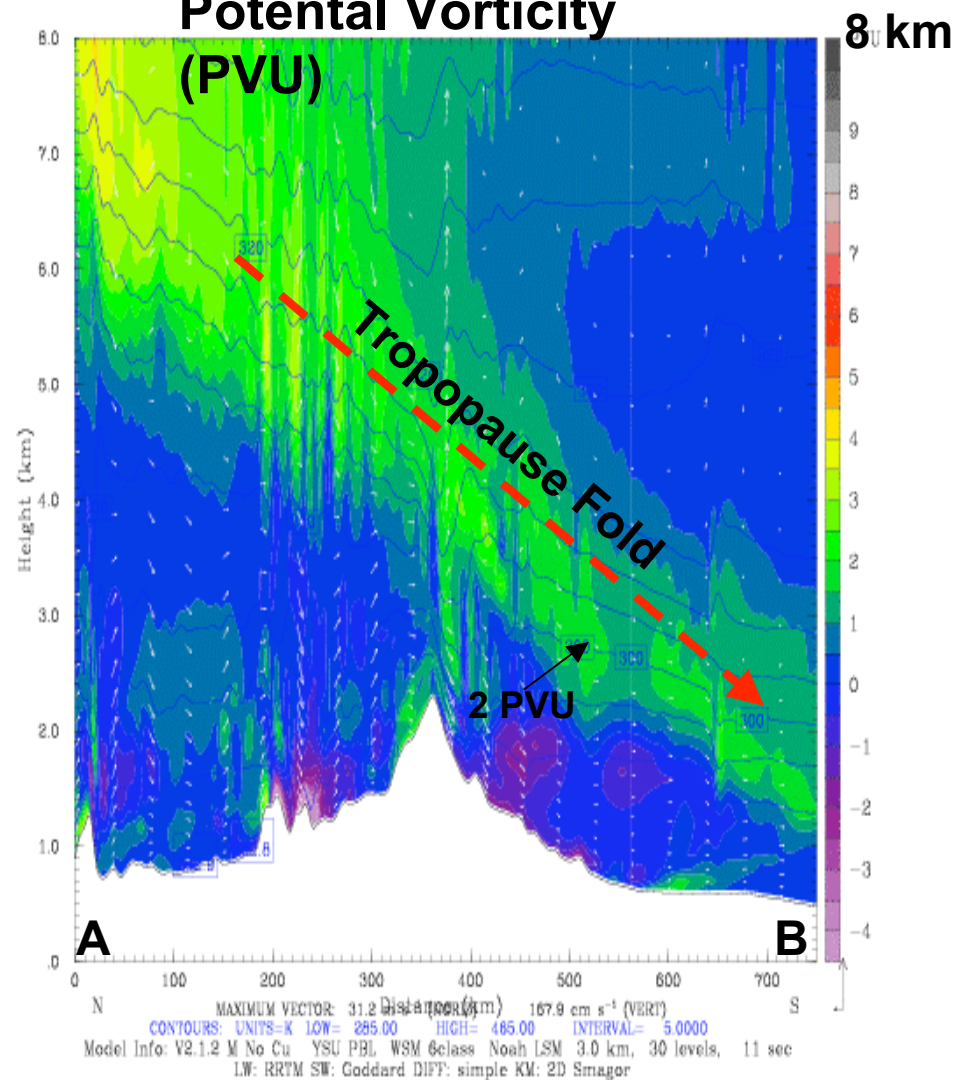 Potental Vorticity
(PVU)
8 km
8.0
7.0
6.0
5.0
4.0
3.0
2.0
1.0
.0
Height (km)
9
8
7
6
5
4
3
2
1
0
−1
−2
−3
−4
320
Tropopause Fold
300
300
2 PVU
A
B
0
100
200
300
400
500
600
700
N
Distance (km)
S
MAXIMUM VECTOR: 31.2 167.9 cm s⁻¹ (VERT)
CONTOURS: UNITS=K LOW= 285.00 HIGH= 465.00 INTERVAL= 5.0000
Model Info: V2.1.2 M No Cu YSU PBL WSM 6class Noah LSM 3.0 km, 30 levels, 11 sec
LW: RRTM SW: Goddard DIFF: simple KM: 2D Smagor